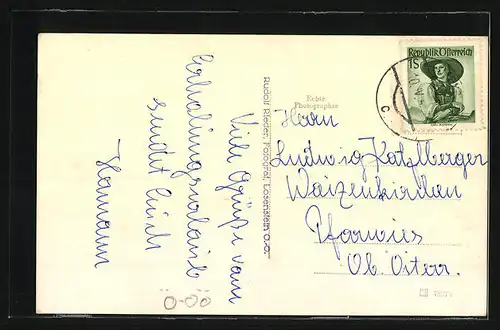 Viele Grüße vom
Erholungsurlaub
sendet Euch
Hermann
Rudolf Rieder, Fotograf, Losenstein O.Ö.
Echte
Photographie
Republik Österreich
1S
Herrn
Ludwig Katzlberger
Waizenkirchen
Ob. Österr.